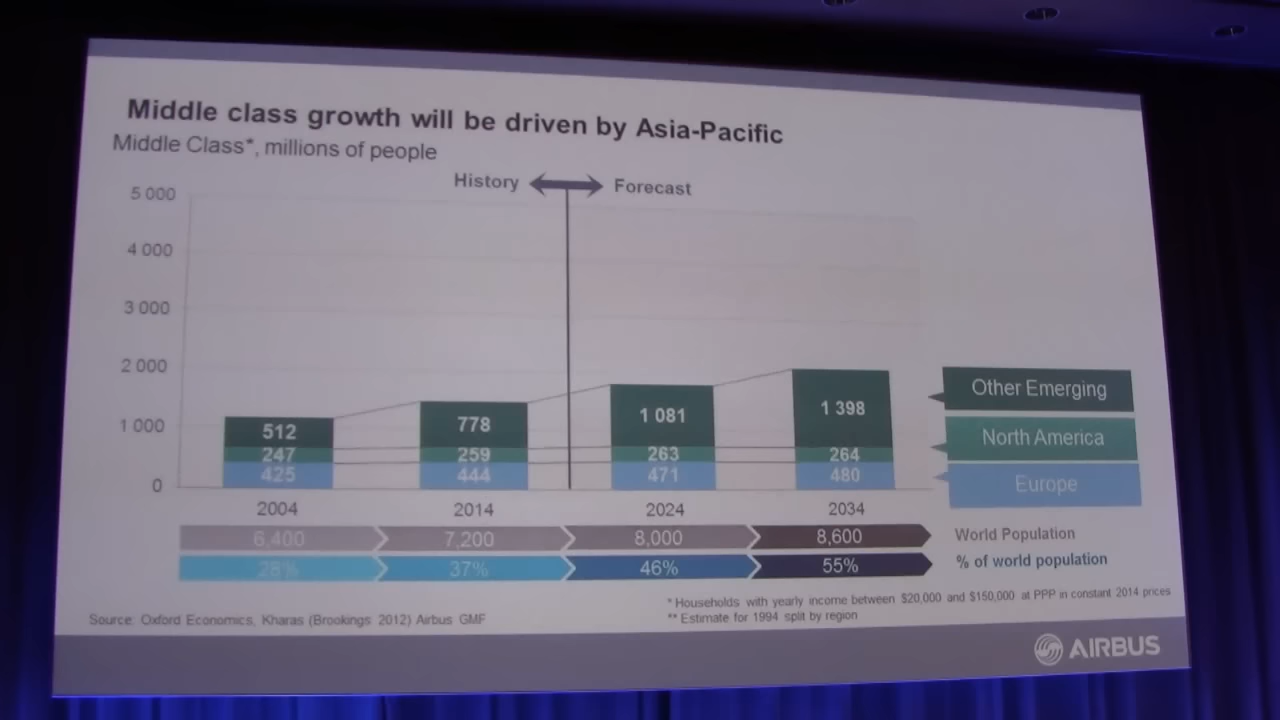 Middle class growth will be driven by Asia-Pacific
Middle Class*, millions of people
History Forecast
5 000
4 000
3 000
2 000
1 000
0
512 778 1 081 1 398
247 259 263 264
425 444 471 480
Other Emerging
North America
Europe
2004 2014 2024 2034
6,400 7,200 8,000 8,600 World Population
28% 37% 46% 55% % of world population
* Households with yearly income between $20,000 and $150,000 at PPP in constant 2014 prices
** Estimate for 1994 split by region
Source: Oxford Economics, Kharas (Brookings 2012) Airbus GMF
AIRBUS